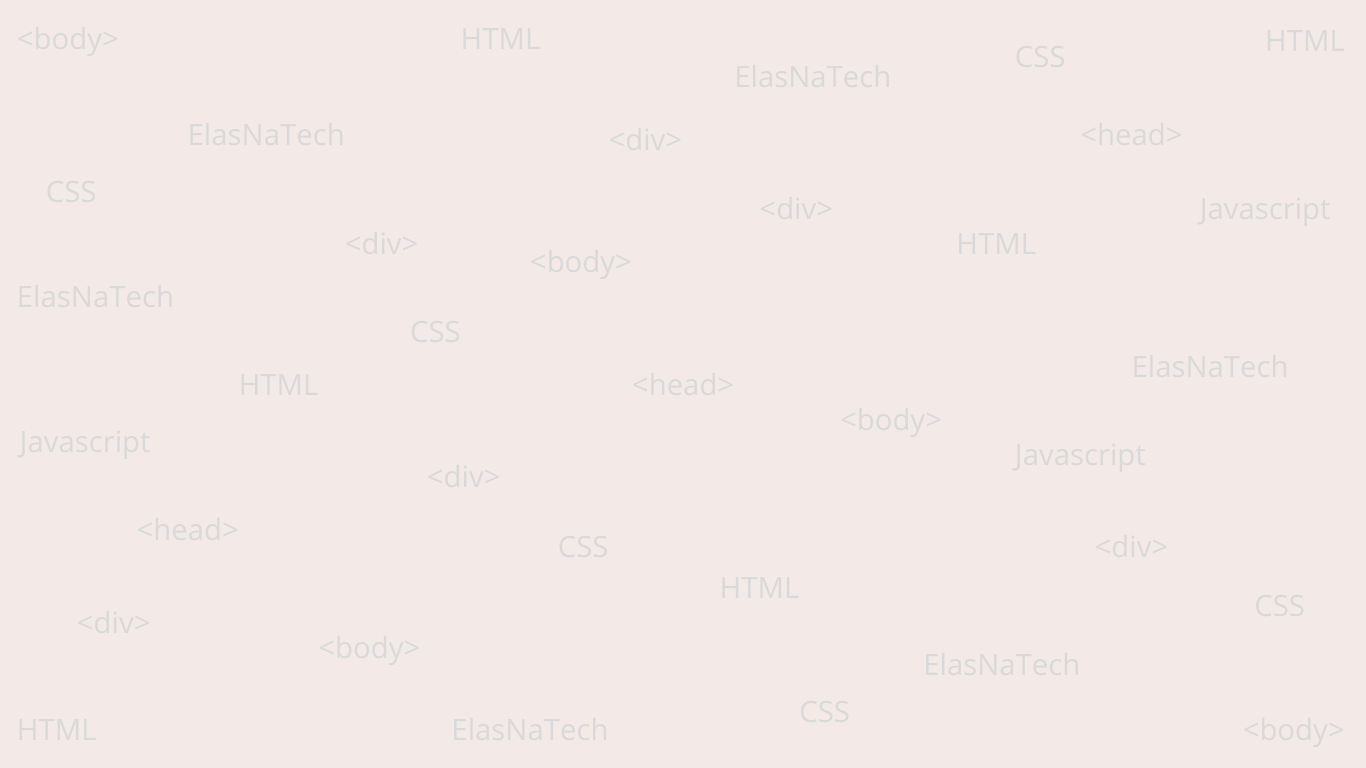 <body>
HTML
HTML
CSS
ElasNaTech
ElasNaTech
<div>
<head>
CSS
<div>
Javascript
<div>
HTML
<body>
ElasNaTech
CSS
ElasNaTech
HTML
<head>
<body>
Javascript
Javascript
<div>
<head>
CSS
<div>
HTML
CSS
<div>
<body>
ElasNaTech
CSS
HTML
ElasNaTech
<body>